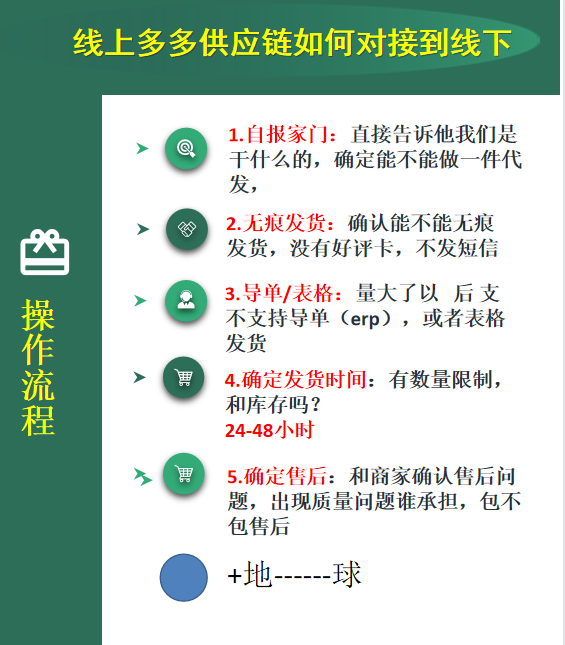 线上多多供应链如何对接到线下
操作流程
1.自报家门：直接告诉他我们是
干什么的，确定能不能做一件代
发，
2.无痕发货：确认能不能无痕
发货，没有好评卡，不发短信
3.导单/表格：量大了以 后 支
不支持导单（erp），或者表格
发货
4.确定发货时间：有数量限制，
和库存吗？
24-48小时
5.确定售后：和商家确认售后问
题，出现质量问题谁承担，包不
包售后
+地------球